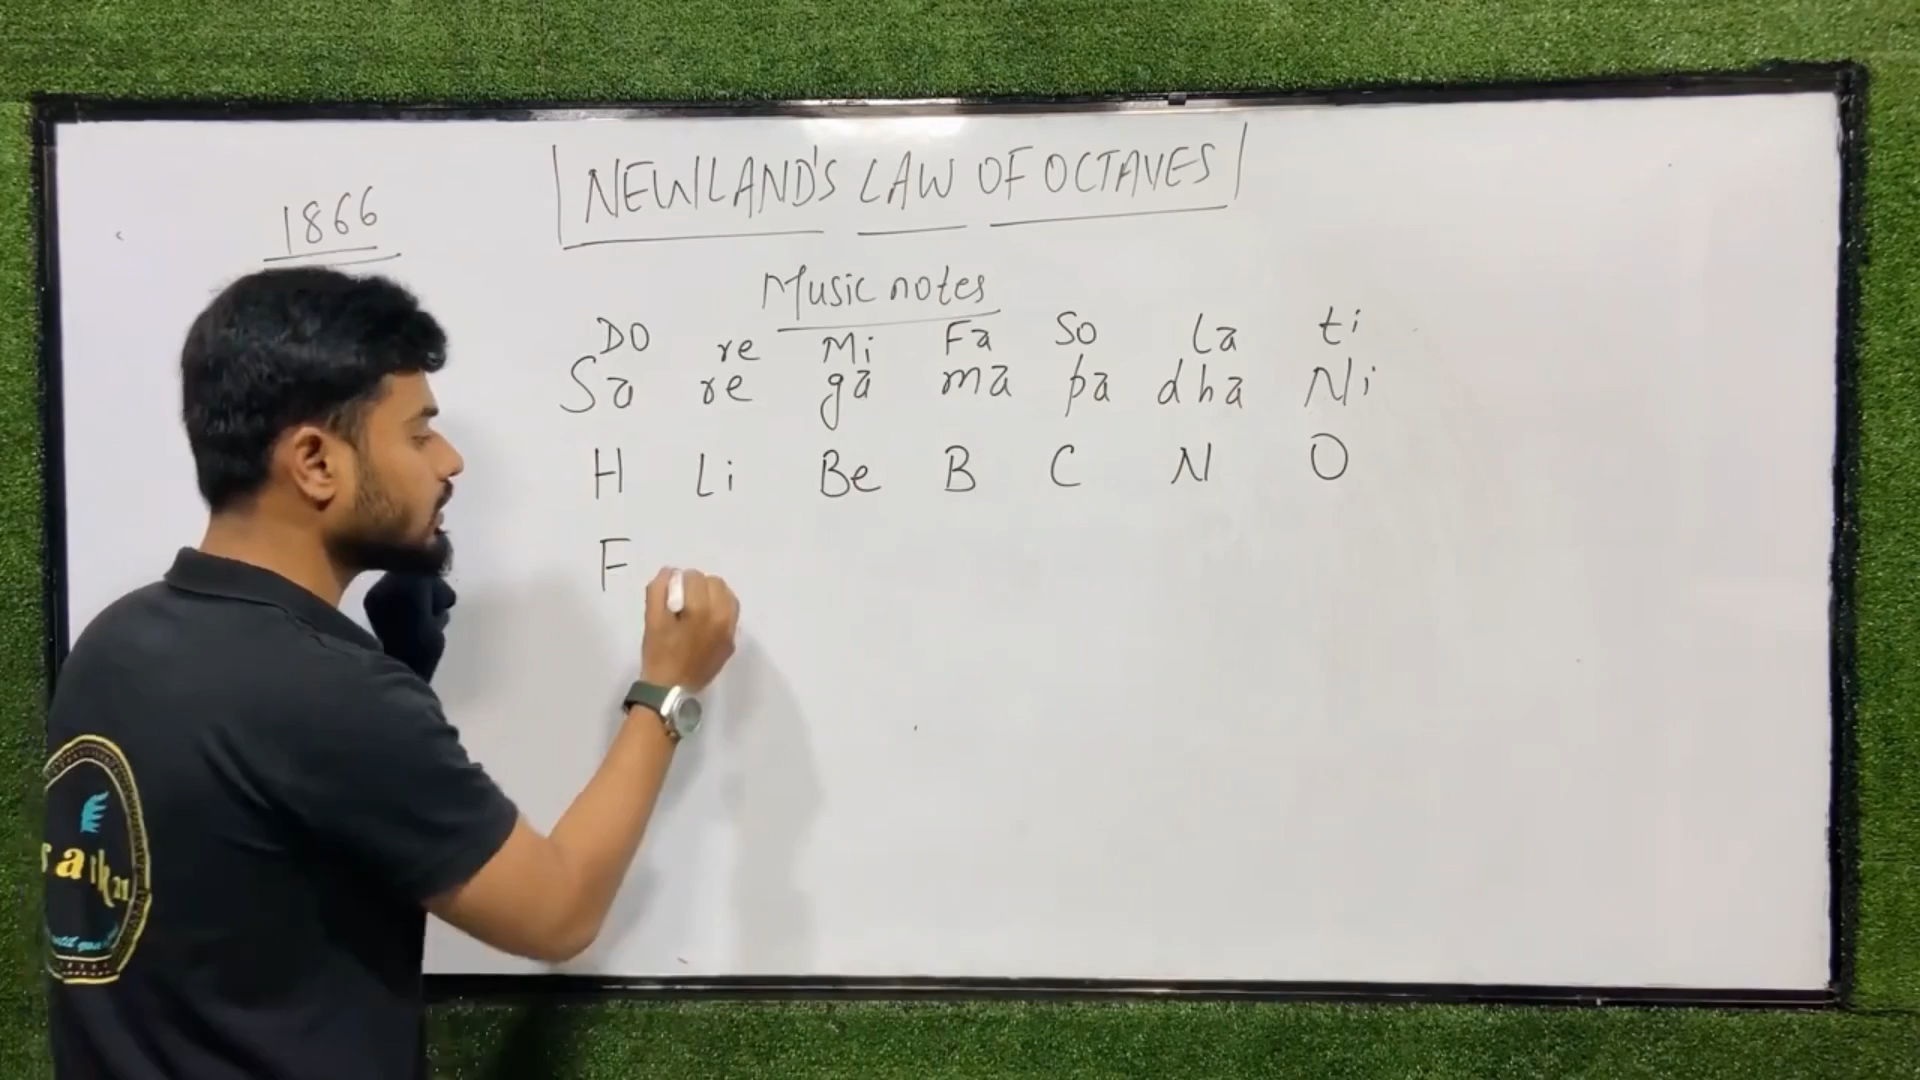 1866
NEWLAND'S LAW OF OCTAVES
Music notes
DO re Mi Fa So La ti
Sa re ga ma pa dha Ni
H Li Be B C N O
F